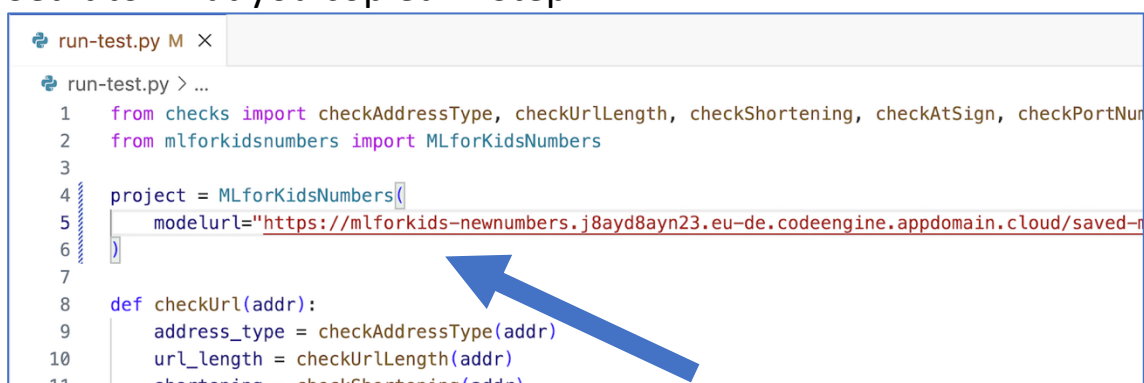 run-test.py M ×
run-test.py > ...
1 from checks import checkAddressType, checkUrlLength, checkShortening, checkAtSign, checkPortNu
2 from mlforkidsnumbers import MLforKidsNumbers
3
4 project = MLforKidsNumbers(
5 modelurl="https://mlforkids-newnumbers.j8ayd8ayn23.eu-de.codeengine.appdomain.cloud/saved-
6 )
7
8 def checkUrl(addr):
9 address_type = checkAddressType(addr)
10 url_length = checkUrlLength(addr)